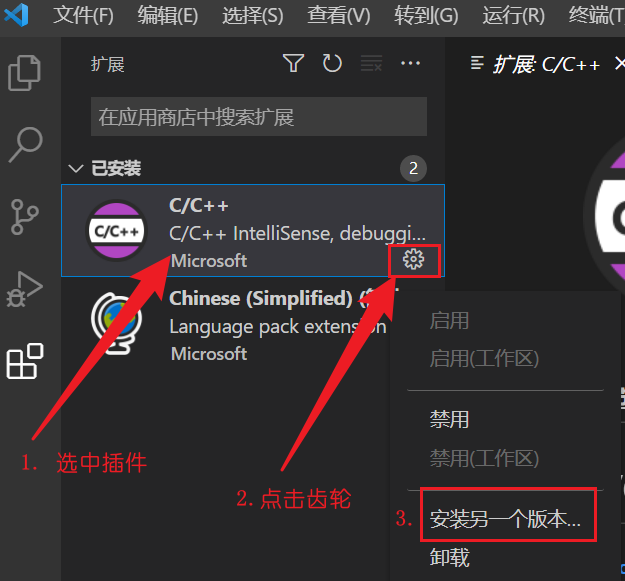 文件(F) 编辑(E) 选择(S) 查看(V) 转到(G) 运行(R) 终端(T
扩展
扩展: C/C++
在应用商店中搜索扩展
已安装
2
C/C++
C/C++
C/C++ IntelliSense, debuggi...
Microsoft
Chinese (Simplified) (
Language pack extension
Microsoft
启用
启用(工作区)
禁用
禁用(工作区)
安装另一个版本...
卸载
1. 选中插件
2.点击齿轮
3.